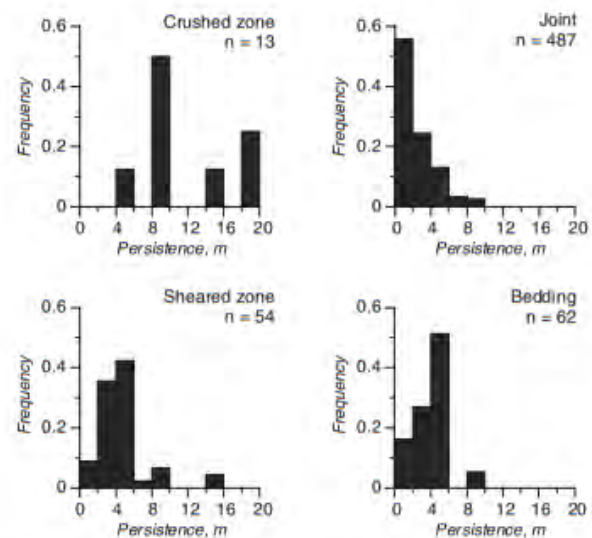 Crushed zone
n = 13
0.6
0.4
0.2
0
Frequency
0 4 8 12 16 20
Persistence, m
Joint
n = 487
0.6
0.4
0.2
0
Frequency
0 4 8 12 16 20
Persistence, m
Sheared zone
n = 54
0.6
0.4
0.2
0
Frequency
0 4 8 12 16 20
Persistence, m
Bedding
n = 62
0.6
0.4
0.2
0
Frequency
0 4 8 12 16 20
Persistence, m